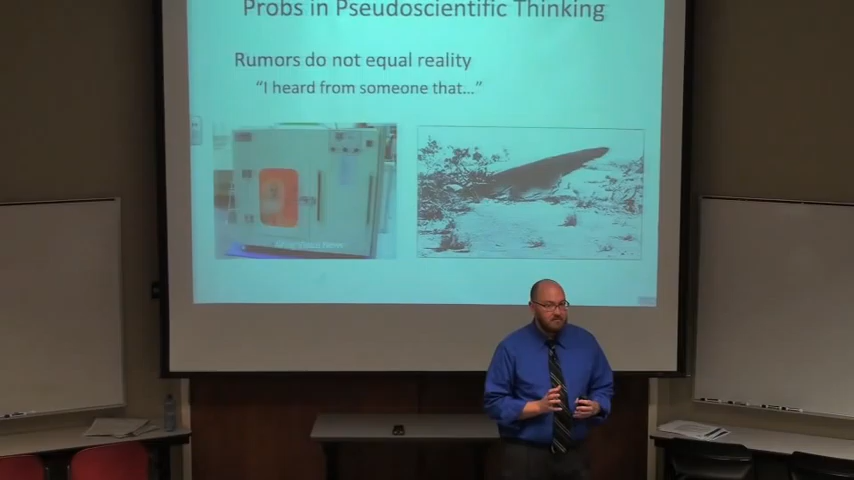 Probs in Pseudoscientific Thinking
Rumors do not equal reality
“I heard from someone that…”